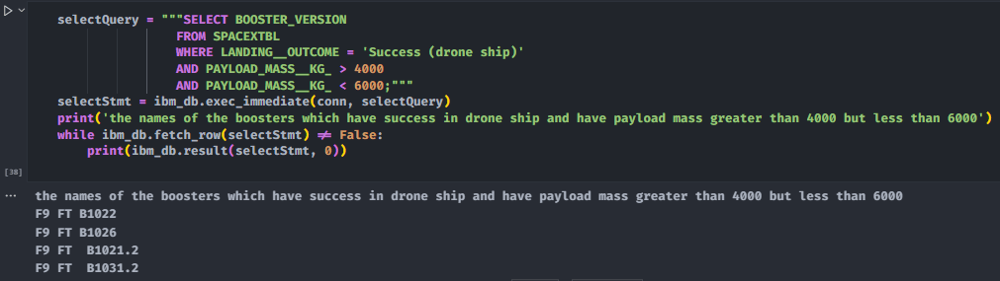 selectQuery = """SELECT BOOSTER_VERSION
FROM SPACEXTBL
WHERE LANDING__OUTCOME = 'Success (drone ship)'
AND PAYLOAD_MASS__KG_ > 4000
AND PAYLOAD_MASS__KG_ < 6000;"""
selectStmt = ibm_db.exec_immediate(conn, selectQuery)
print('the names of the boosters which have success in drone ship and have payload mass greater than 4000 but less than 6000')
while ibm_db.fetch_row(selectStmt) != False:
print(ibm_db.result(selectStmt, 0))
[38]
... the names of the boosters which have success in drone ship and have payload mass greater than 4000 but less than 6000
F9 FT B1022
F9 FT B1026
F9 FT  B1021.2
F9 FT  B1031.2